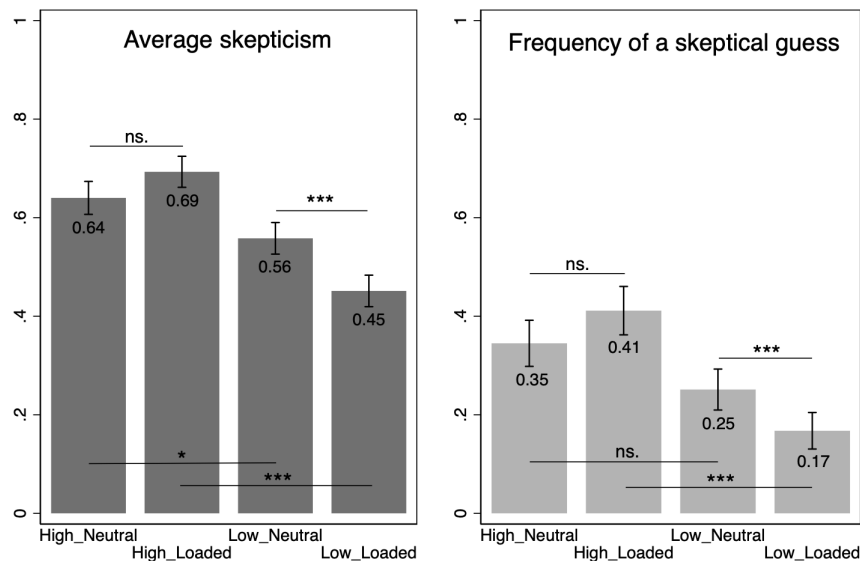 Average skepticism
1
.8
.6
.4
.2
0
ns.
***
0.64
0.69
0.56
0.45
*
***
High_Neutral
High_Loaded
Low_Neutral
Low_Loaded
Frequency of a skeptical guess
1
.8
.6
.4
.2
0
ns.
***
0.35
0.41
0.25
0.17
ns.
***
High_Neutral
High_Loaded
Low_Neutral
Low_Loaded